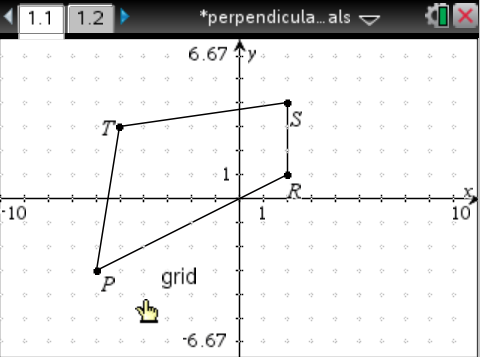 1.1 1.2 *perpendicula…als
6.67 y
T
S
1
R
x
-10 1 10
P
grid
-6.67